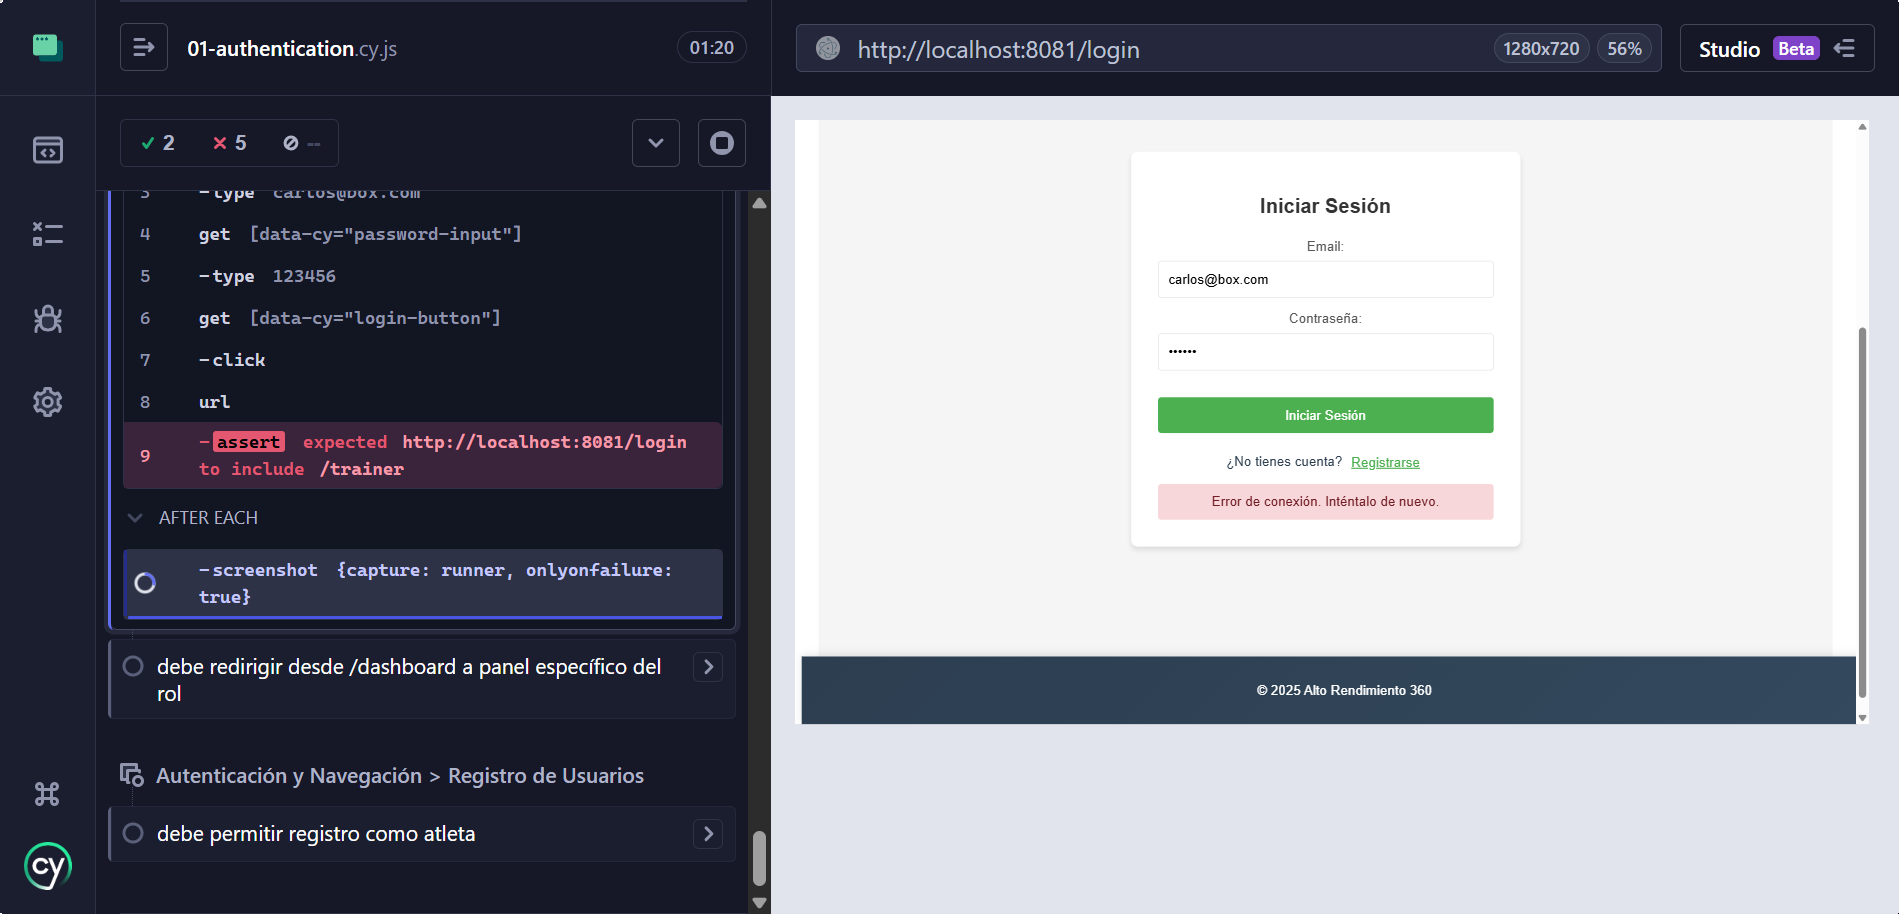 01-authentication.cy.js
01:20
2
5
--
3 -type carlos@box.com
4 get [data-cy="password-input"]
5 -type 123456
6 get [data-cy="login-button"]
7 -click
8 url
9 -assert expected http://localhost:8081/login
to include /trainer
AFTER EACH
-screenshot {capture: runner, onlyonfailure:
true}
debe redirigir desde /dashboard a panel específico del
rol
Autenticación y Navegación > Registro de Usuarios
debe permitir registro como atleta
cy
http://localhost:8081/login
1280x720
56%
Studio Beta
Iniciar Sesión
Email:
carlos@box.com
Contraseña:
••••••
Iniciar Sesión
¿No tienes cuenta? Registrarse
Error de conexión. Inténtalo de nuevo.
© 2025 Alto Rendimiento 360